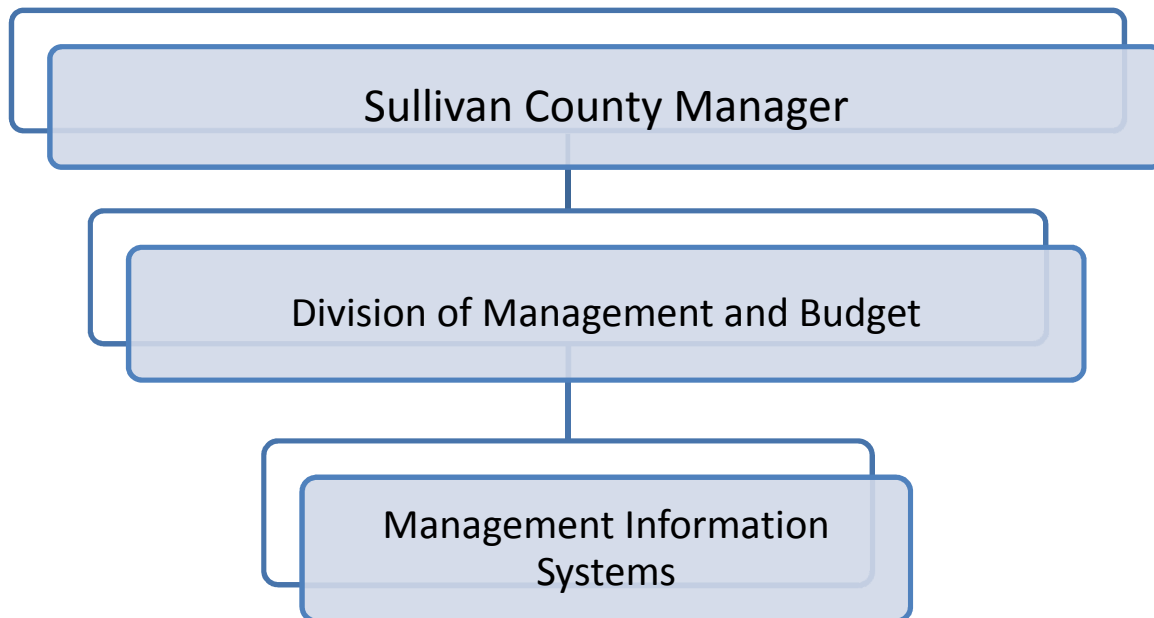 Sullivan County Manager
Division of Management and Budget
Management Information
Systems